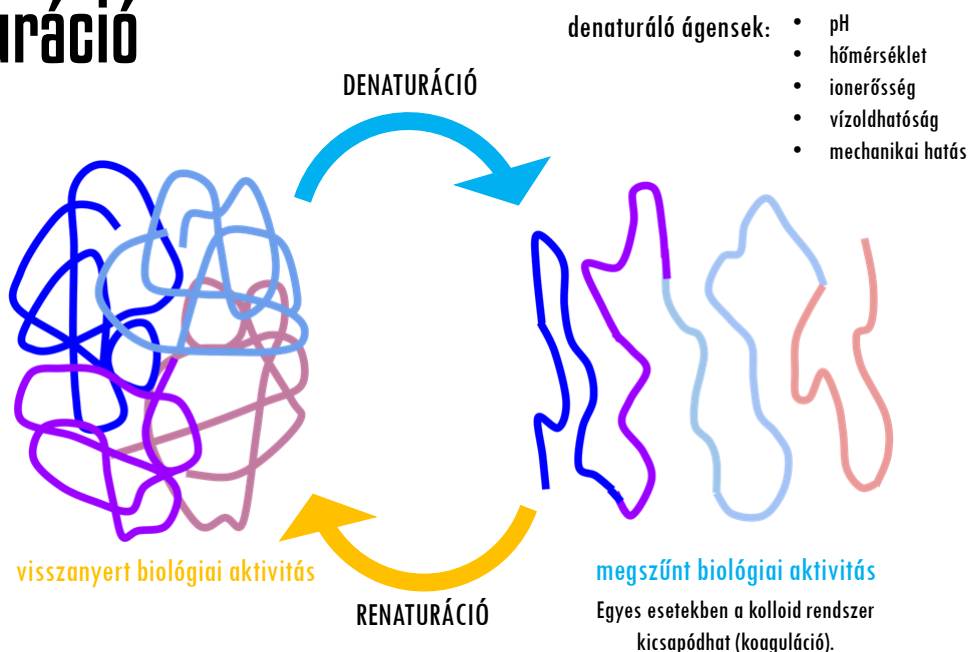 uráció
denaturáló ágensek:
• pH
• hőmérséklet
• ionerősség
• vízoldhatóság
• mechanikai hatás
DENATURÁCIÓ
visszanyert biológiai aktivitás
RENATURÁCIÓ
megszűnt biológiai aktivitás
Egyes esetekben a kolloid rendszer
kicsapódhat (koaguláció).